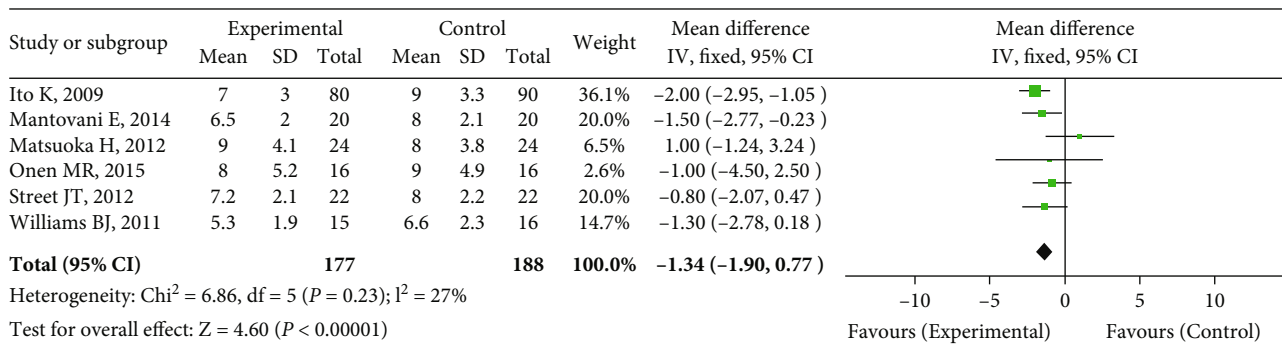 Study or subgroup Experimental Control Weight Mean difference Mean difference
Mean SD Total Mean SD Total IV, fixed, 95% CI IV, fixed, 95% CI
Ito K, 2009 7 3 80 9 3.3 90 36.1% −2.00 (−2.95, −1.05 )
Mantovani E, 2014 6.5 2 20 8 2.1 20 20.0% −1.50 (−2.77, −0.23 )
Matsuoka H, 2012 9 4.1 24 8 3.8 24 6.5% 1.00 (−1.24, 3.24 )
Onen MR, 2015 8 5.2 16 9 4.9 16 2.6% −1.00 (−4.50, 2.50 )
Street JT, 2012 7.2 2.1 22 8 2.2 22 20.0% −0.80 (−2.07, 0.47 )
Williams BJ, 2011 5.3 1.9 15 6.6 2.3 16 14.7% −1.30 (−2.78, 0.18 )
Total (95% CI) 177 188 100.0% −1.34 (−1.90, 0.77 )
Heterogeneity: Chi² = 6.86, df = 5 (P = 0.23); I² = 27%
−10 −5 0 5 10
Test for overall effect: Z = 4.60 (P < 0.00001)
Favours (Experimental) Favours (Control)